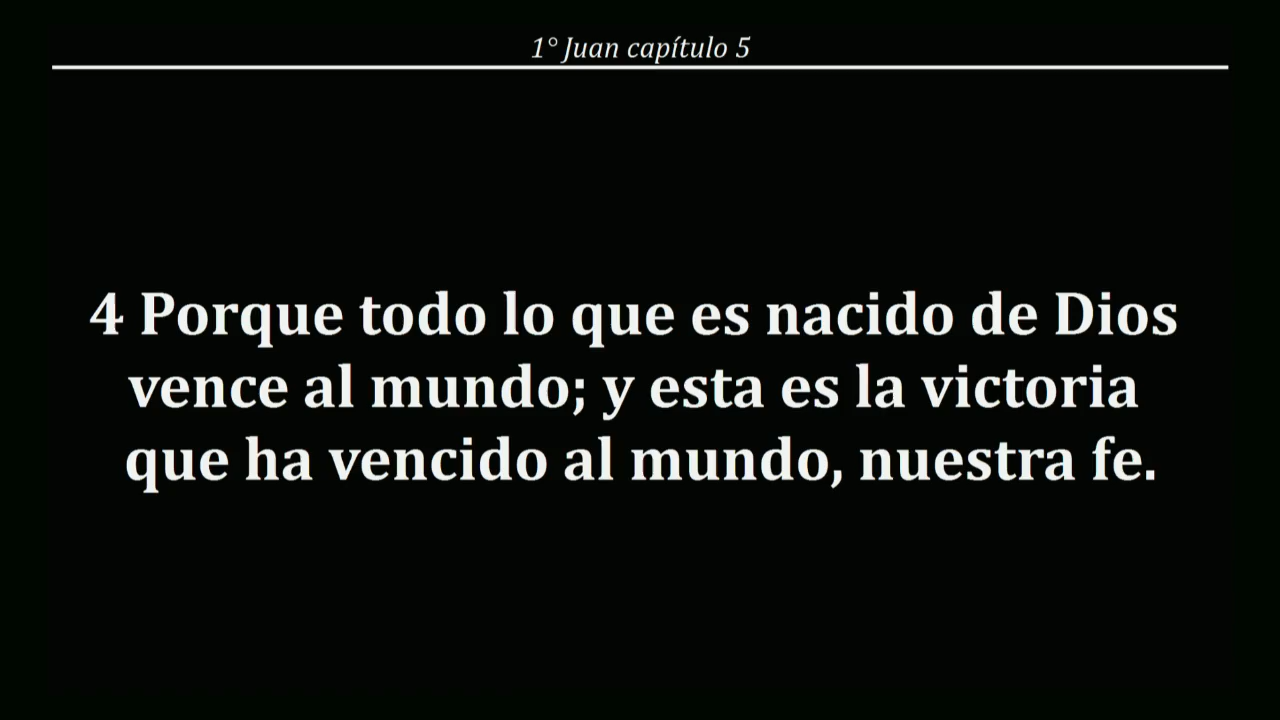 1° Juan capítulo 5
4 Porque todo lo que es nacido de Dios
vence al mundo; y esta es la victoria
que ha vencido al mundo, nuestra fe.